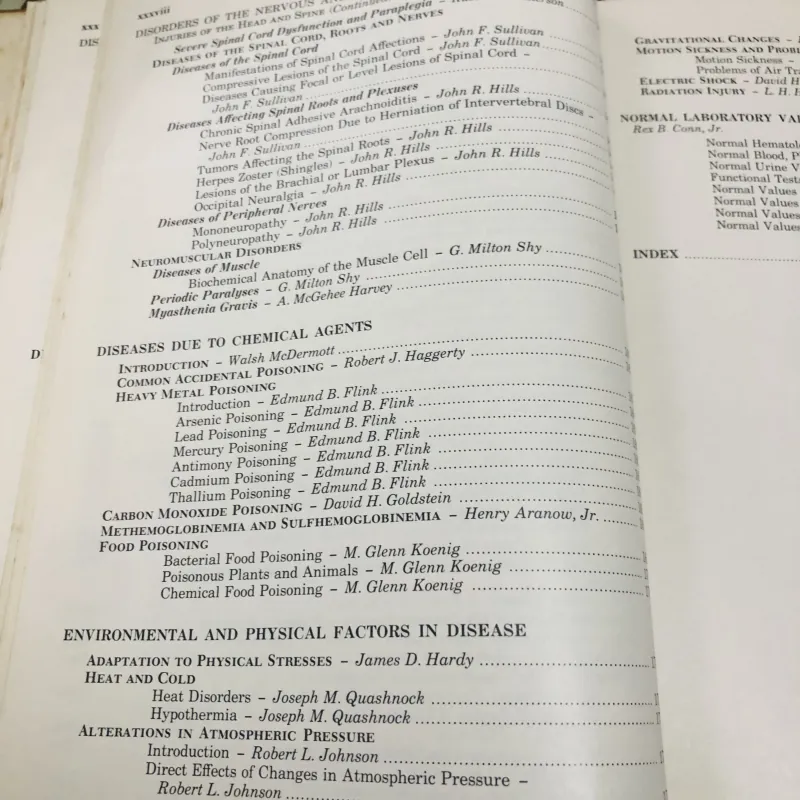 xxx
DIS
D
xxxviii
DISORDERS OF THE NERVOUS
INJURIES OF THE HEAD AND SPINE (Continued
Severe Spinal Cord Dysfunction and Paraplegia –
DISEASES OF THE SPINAL CORD, ROOTS AND NERVES
Diseases of the Spinal Cord
Manifestations of Spinal Cord Affections – John F. Sullivan
Compressive Lesions of the Spinal Cord – John F. Sullivan
Diseases Causing Focal or Level Lesions of Spinal Cord –
John F. Sullivan
Diseases Affecting Spinal Roots and Plexuses
Chronic Spinal Adhesive Arachnoiditis – John R. Hills
Nerve Root Compression Due to Herniation of Intervertebral Discs –
John F. Sullivan
Tumors Affecting the Spinal Roots – John R. Hills
Herpes Zoster (Shingles) – John R. Hills
Lesions of the Brachial or Lumbar Plexus – John R. Hills
Occipital Neuralgia – John R. Hills
Diseases of Peripheral Nerves
Mononeuropathy – John R. Hills
Polyneuropathy – John R. Hills
NEUROMUSCULAR DISORDERS
Diseases of Muscle
Biochemical Anatomy of the Muscle Cell – G. Milton Shy
Periodic Paralyses – G. Milton Shy
Myasthenia Gravis – A. McGehee Harvey
DISEASES DUE TO CHEMICAL AGENTS
INTRODUCTION – Walsh McDermott
COMMON ACCIDENTAL POISONING – Robert J. Haggerty
HEAVY METAL POISONING
Introduction – Edmund B. Flink
Arsenic Poisoning – Edmund B. Flink
Lead Poisoning – Edmund B. Flink
Mercury Poisoning – Edmund B. Flink
Antimony Poisoning – Edmund B. Flink
Cadmium Poisoning – Edmund B. Flink
Thallium Poisoning – Edmund B. Flink
CARBON MONOXIDE POISONING – David H. Goldstein
METHEMOGLOBINEMIA AND SULFHEMOGLOBINEMIA – Henry Aranow, Jr.
FOOD POISONING
Bacterial Food Poisoning – M. Glenn Koenig
Poisonous Plants and Animals – M. Glenn Koenig
Chemical Food Poisoning – M. Glenn Koenig
ENVIRONMENTAL AND PHYSICAL FACTORS IN DISEASE
ADAPTATION TO PHYSICAL STRESSES – James D. Hardy
HEAT AND COLD
Heat Disorders – Joseph M. Quashnock
Hypothermia – Joseph M. Quashnock
ALTERATIONS IN ATMOSPHERIC PRESSURE
Introduction – Robert L. Johnson
Direct Effects of Changes in Atmospheric Pressure –
Robert L. Johnson
GRAVITATIONAL CHANGES –
MOTION SICKNESS AND
Motion Sickness –
Problems of Air
ELECTRIC SHOCK – David
RADIATION INJURY – L. H.
NORMAL LABORATORY
Rex B. Conn, Jr.
Normal
Normal Blood,
Normal Urine
Functional
Normal Values
Normal Values
Normal Values
Normal Values
INDEX